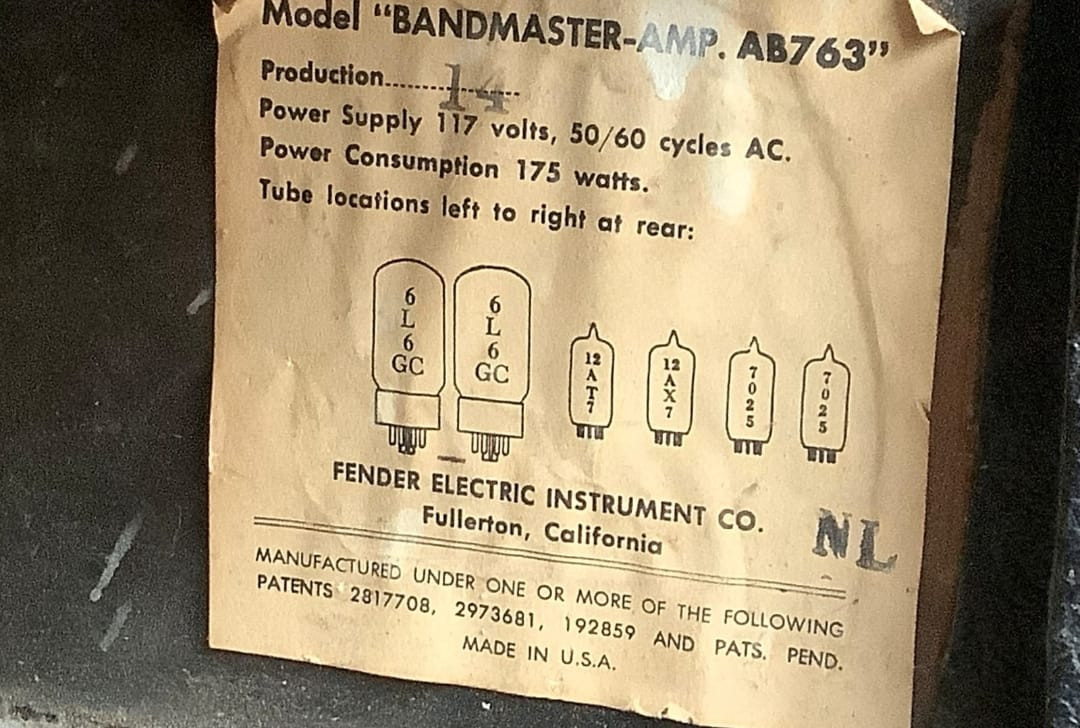 Model "BANDMASTER-AMP. AB763"
Production........14........
Power Supply 117 volts, 50/60 cycles AC.
Power Consumption 175 watts.
Tube locations left to right at rear:
6L6GC 6L6GC 12AT7 12AX7 7025 7025
FENDER ELECTRIC INSTRUMENT CO.
Fullerton, California
NL
MANUFACTURED UNDER ONE OR MORE OF THE FOLLOWING
PATENTS 2817708, 2973681, 192859 AND PATS. PEND.
MADE IN U.S.A.